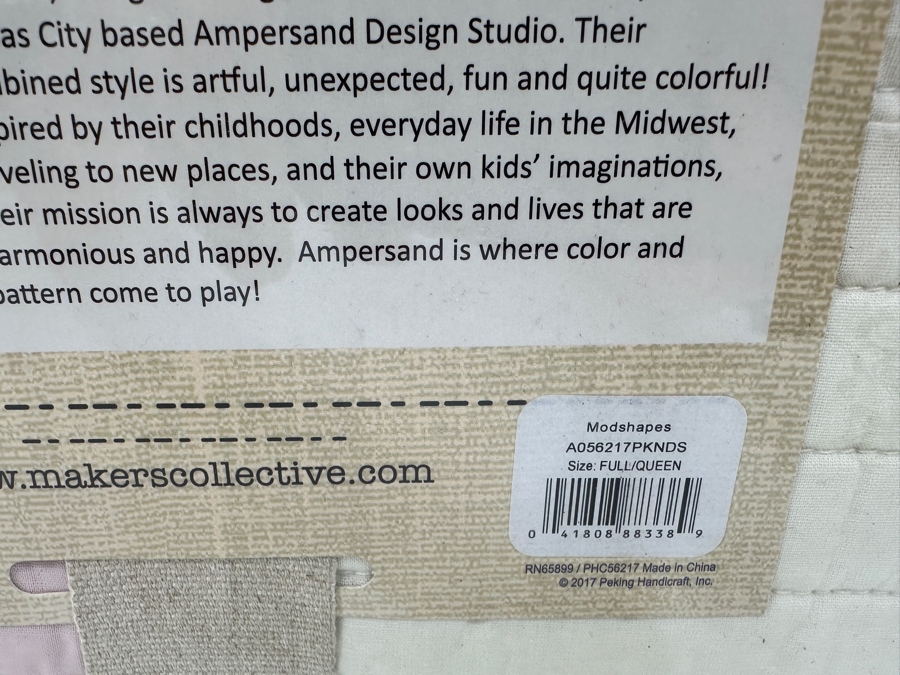 as City based Ampersand Design Studio. Their
bined style is artful, unexpected, fun and quite colorful!
pired by their childhoods, everyday life in the Midwest,
veling to new places, and their own kids' imaginations,
eir mission is always to create looks and lives that are
armonious and happy. Ampersand is where color and
pattern come to play!
w.makerscollective.com
Modshapes
A056217PKNDS
Size: FULL/QUEEN
0 41808 88338 9
RN65899 / PHC56217 Made in China
© 2017 Peking Handicraft, Inc.